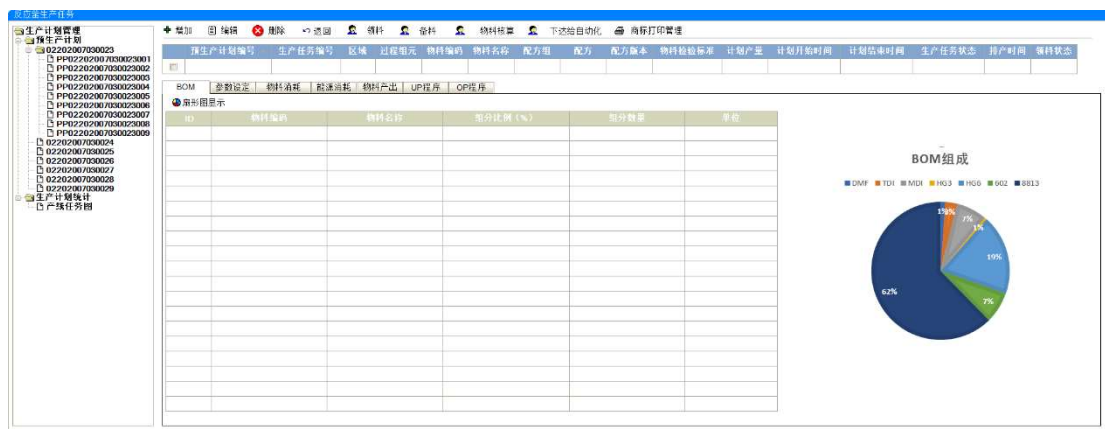 反应釜生产任务
生产计划管理
预生产计划
02202007030023
PP02202007030023001
PP02202007030023002
PP02202007030023003
PP02202007030023004
PP02202007030023005
PP02202007030023006
PP02202007030023007
PP02202007030023008
PP02202007030023009
02202007030024
02202007030025
02202007030026
02202007030027
02202007030028
02202007030029
生产计划统计
产线任务图
增加 编辑 删除 退回 领料 备料 物料核算 下达给自动化 商标打印管理
预生产计划编号 生产任务编号 区域 过程组元 物料编码 物料名称 配方组 配方 配方版本 物料检验标准 计划产量 计划开始时间 计划结束时间 生产任务状态 排产时间 领料状态
BOM 参数设定 物料消耗 能源消耗 物料产出 UP程序 OP程序
扇形图显示
ID 物料编码 物料名称 组分比例(%) 组分数量 单位
BOM组成
DMF TDI MDI HG3 HG6 602 8813
1% 3% 7%
1%
19%
62%
7%